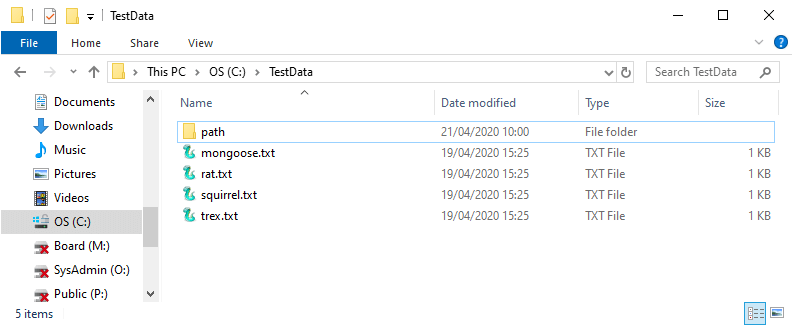 TestData
File Home Share View
This PC OS (C:) TestData Search TestData
Documents
Downloads
Music
Pictures
Videos
OS (C:)
Board (M:)
SysAdmin (O:)
Public (P:)
Name Date modified Type Size
path 21/04/2020 10:00 File folder
mongoose.txt 19/04/2020 15:25 TXT File 1 KB
rat.txt 19/04/2020 15:25 TXT File 1 KB
squirrel.txt 19/04/2020 15:25 TXT File 1 KB
trex.txt 19/04/2020 15:25 TXT File 1 KB
5 items